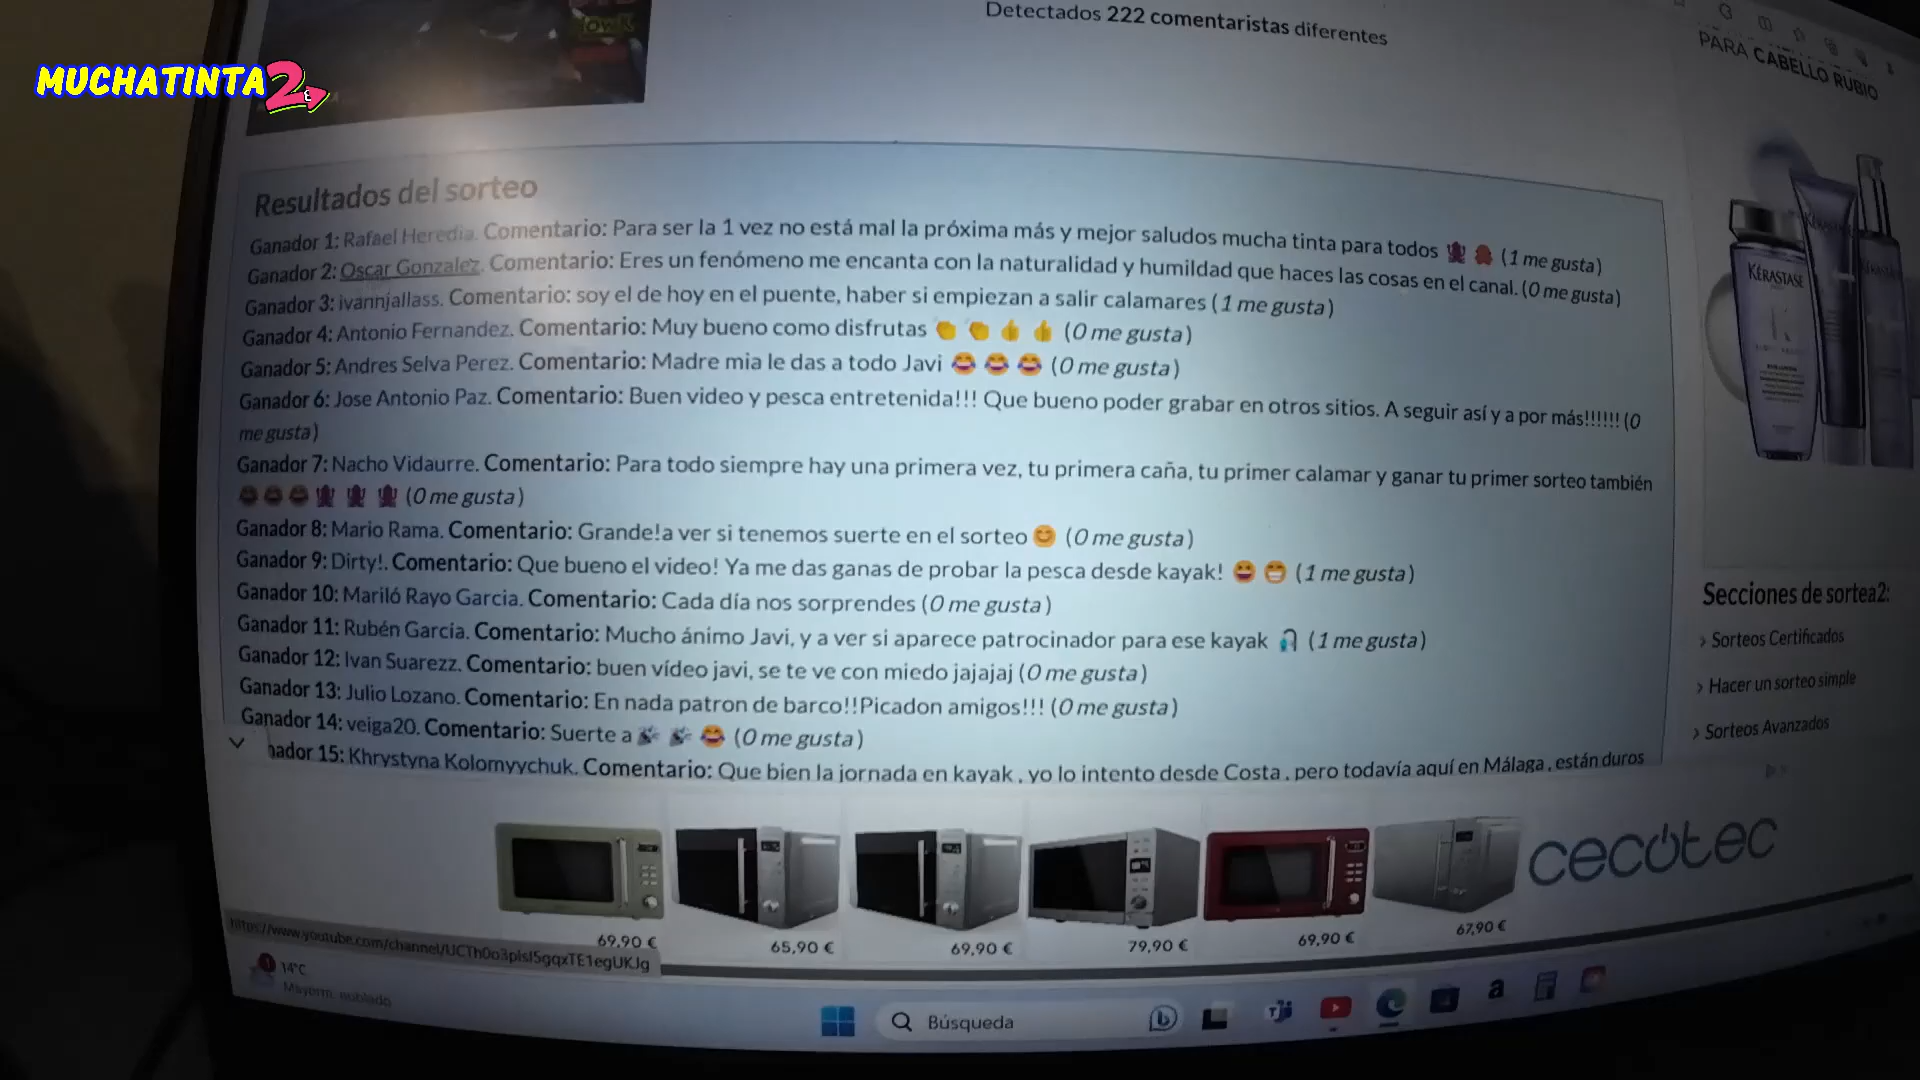 MUCHATINTA2
Detectados 222 comentaristas diferentes
PARA CABELLO RUBIO
Resultados del sorteo
Ganador 1: Rafael Heredia. Comentario: Para ser la 1 vez no está mal la próxima más y mejor saludos mucha tinta para todos (1 me gusta)
Ganador 2: Oscar Gonzalez. Comentario: Eres un fenómeno me encanta con la naturalidad y humildad que haces las cosas en el canal. (0 me gusta)
Ganador 3: ivannjallass. Comentario: soy el de hoy en el puente, haber si empiezan a salir calamares (1 me gusta)
Ganador 4: Antonio Fernandez. Comentario: Muy bueno como disfrutas 👏 👏 👍 👍 (0 me gusta)
Ganador 5: Andres Selva Perez. Comentario: Madre mia le das a todo Javi 😂 😂 😂 (0 me gusta)
Ganador 6: Jose Antonio Paz. Comentario: Buen video y pesca entretenida!!! Que bueno poder grabar en otros sitios. A seguir así y a por más!!!!!! (0
me gusta)
Ganador 7: Nacho Vidaurre. Comentario: Para todo siempre hay una primera vez, tu primera caña, tu primer calamar y ganar tu primer sorteo también
(0 me gusta)
Ganador 8: Mario Rama. Comentario: Grande!a ver si tenemos suerte en el sorteo 😊 (0 me gusta)
Ganador 9: Dirty!. Comentario: Que bueno el video! Ya me das ganas de probar la pesca desde kayak! 😀 😁 (1 me gusta)
Ganador 10: Mariló Rayo Garcia. Comentario: Cada día nos sorprendes (0 me gusta)
Ganador 11: Rubén García. Comentario: Mucho ánimo Javi, y a ver si aparece patrocinador para ese kayak 🎣 (1 me gusta)
Ganador 12: Ivan Suarezz. Comentario: buen vídeo javi, se te ve con miedo jajajaj (0 me gusta)
Ganador 13: Julio Lozano. Comentario: En nada patron de barco!!Picadon amigos!!! (0 me gusta)
Ganador 14: veiga20. Comentario: Suerte a 🎉 🎉 😂 (0 me gusta)
nador 15: Khrystyna Kolomyychuk. Comentario: Que bien la jornada en kayak , yo lo intento desde Costa , pero todavía aquí en Málaga , están duros
KÉRASTASE
KÉRASTASE
Secciones de sortea2:
› Sorteos Certificados
› Hacer un sorteo simple
› Sorteos Avanzados
69,90 €
65,90 €
69,90 €
79,90 €
69,90 €
67,90 €
cecotec
14°C
Mayorm. nublado
Búsqueda